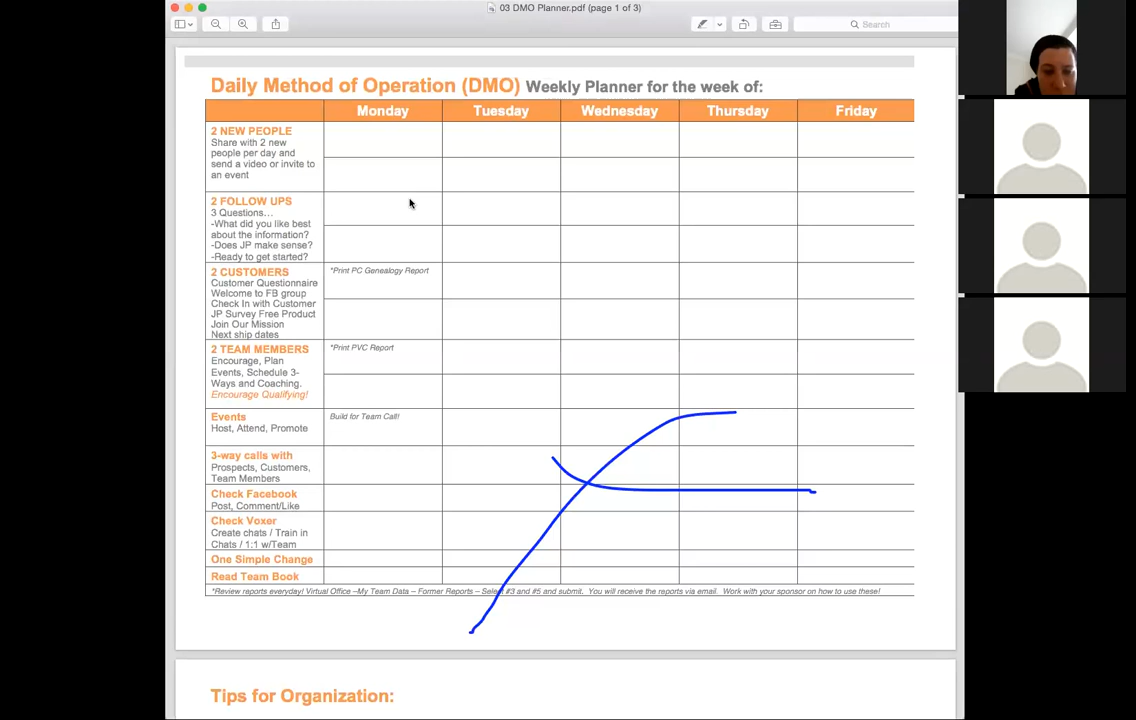 03 DMO Planner.pdf (page 1 of 3)
Search
Daily Method of Operation (DMO) Weekly Planner for the week of:
Monday Tuesday Wednesday Thursday Friday
2 NEW PEOPLE
Share with 2 new
people per day and
send a video or invite to
an event
2 FOLLOW UPS
3 Questions…
-What did you like best
about the information?
-Does JP make sense?
-Ready to get started?
2 CUSTOMERS
Customer Questionnaire
Welcome to FB group
Check In with Customer
JP Survey Free Product
Join Our Mission
Next ship dates
*Print PC Genealogy Report
2 TEAM MEMBERS
Encourage, Plan
Events, Schedule 3-
Ways and Coaching.
Encourage Qualifying!
*Print PVC Report
Events
Host, Attend, Promote
Build for Team Call!
3-way calls with
Prospects, Customers,
Team Members
Check Facebook
Post, Comment/Like
Check Voxer
Create chats / Train in
Chats / 1:1 w/Team
One Simple Change
Read Team Book
*Review reports everyday! Virtual Office –My Team Data – Former Reports – Select #3 and #5 and submit. You will receive the reports via email. Work with your sponsor on how to use these!
Tips for Organization: